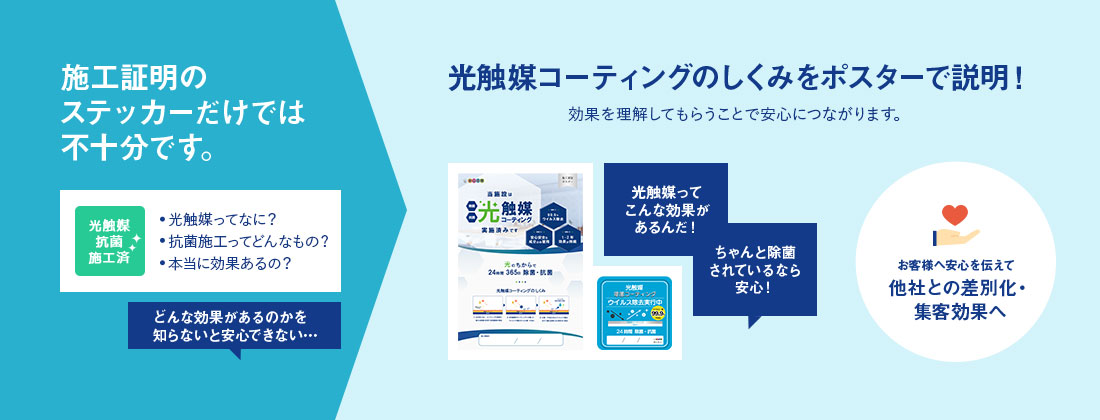 施工証明の
ステッカーだけでは
不十分です。
光触媒
抗菌
施工済
• 光触媒ってなに？
• 抗菌施工ってどんなもの？
• 本当に効果あるの？
どんな効果があるのかを
知らないと安心できない…
光触媒コーティングのしくみをポスターで説明！
効果を理解してもらうことで安心につながります。
当施設は
光触媒
コーティング
実施済みです
99.9%
ウイルス除去
光のちからで
24時間 365日 除菌・抗菌
光触媒コーティングのしくみ
光触媒
ウイルス除去実行中
99.9%
24時間 除菌・抗菌
光触媒って
こんな効果が
あるんだ！
ちゃんと除菌
されているなら
安心！
お客様へ安心を伝えて
他社との差別化・
集客効果へ